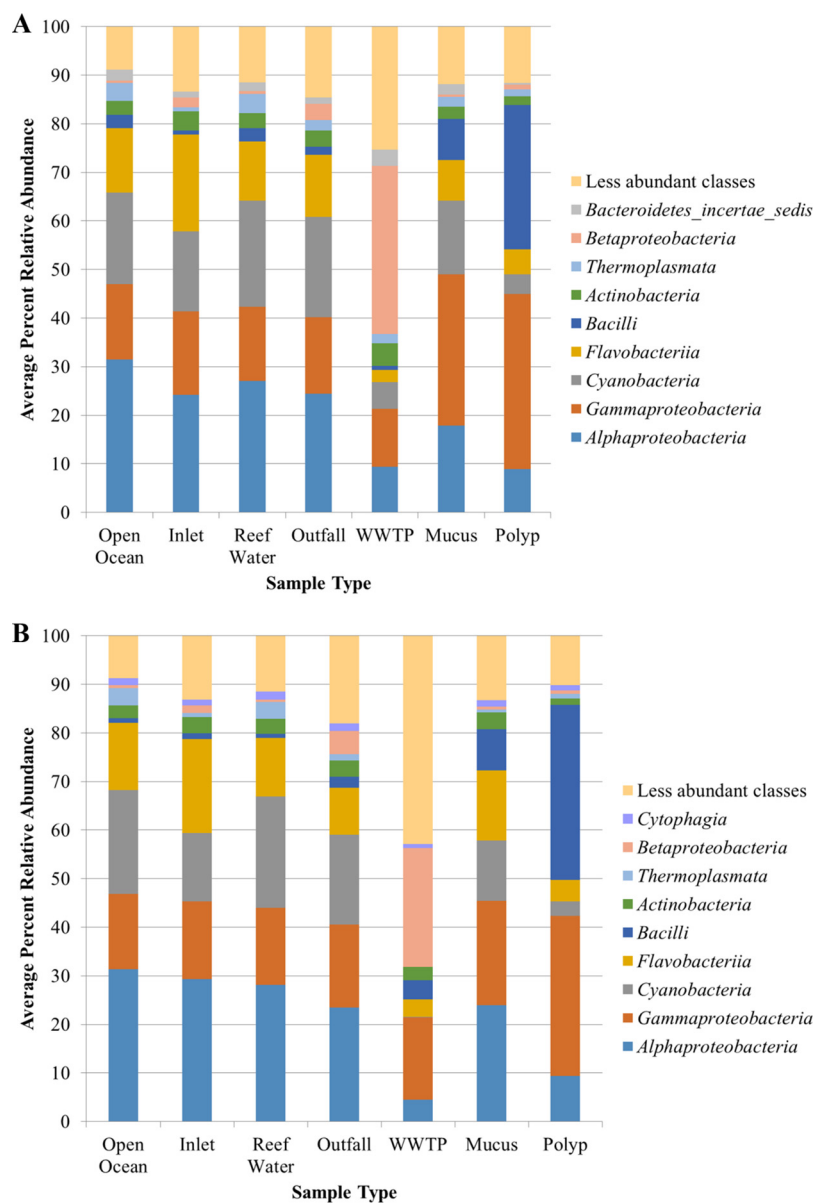 A
100
90
80
70
60
50
40
30
20
10
0
Average Percent Relative Abundance
Open Ocean
Inlet
Reef Water
Outfall
WWTP
Mucus
Polyp
Sample Type
Less abundant classes
Bacteroidetes_incertae_sedis
Betaproteobacteria
Thermoplasmata
Actinobacteria
Bacilli
Flavobacteriia
Cyanobacteria
Gammaproteobacteria
Alphaproteobacteria
B
100
90
80
70
60
50
40
30
20
10
0
Average Percent Relative Abundance
Open Ocean
Inlet
Reef Water
Outfall
WWTP
Mucus
Polyp
Sample Type
Less abundant classes
Cytophagia
Betaproteobacteria
Thermoplasmata
Actinobacteria
Bacilli
Flavobacteriia
Cyanobacteria
Gammaproteobacteria
Alphaproteobacteria